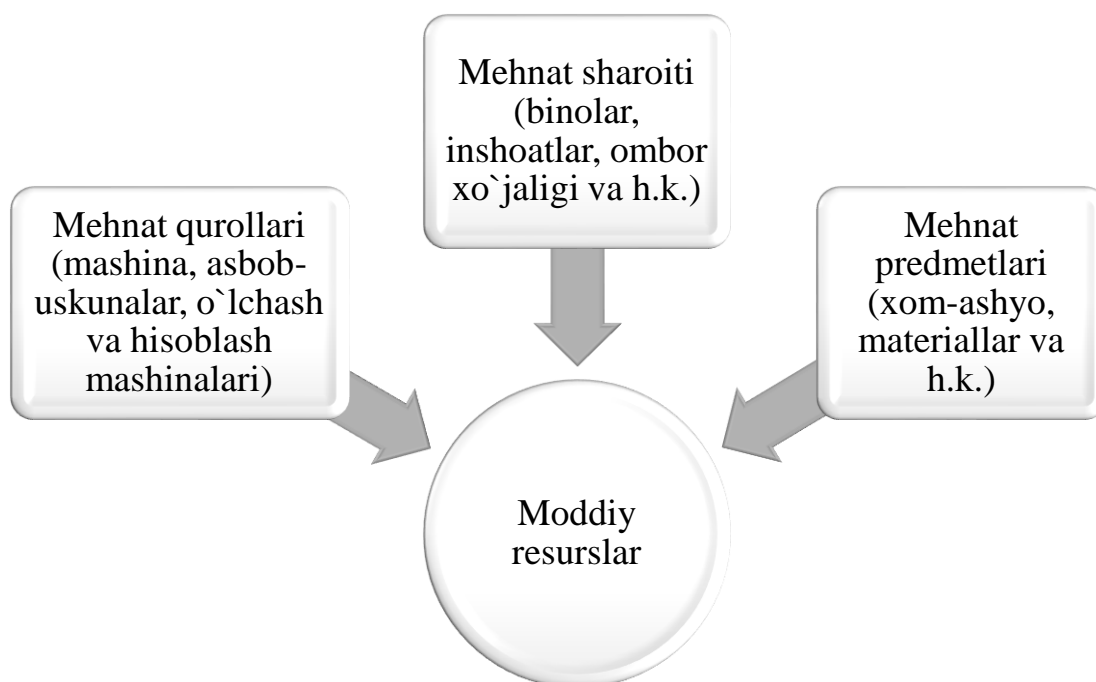 Mehnat sharoiti
(binolar,
inshoatlar, ombor
xo`jaligi va h.k.)
Mehnat qurollari
(mashina, asbob-
uskunalar, o`lchash
va hisoblash
mashinalari)
Mehnat
predmetlari
(xom-ashyo,
materiallar va
h.k.)
Moddiy
resurslar